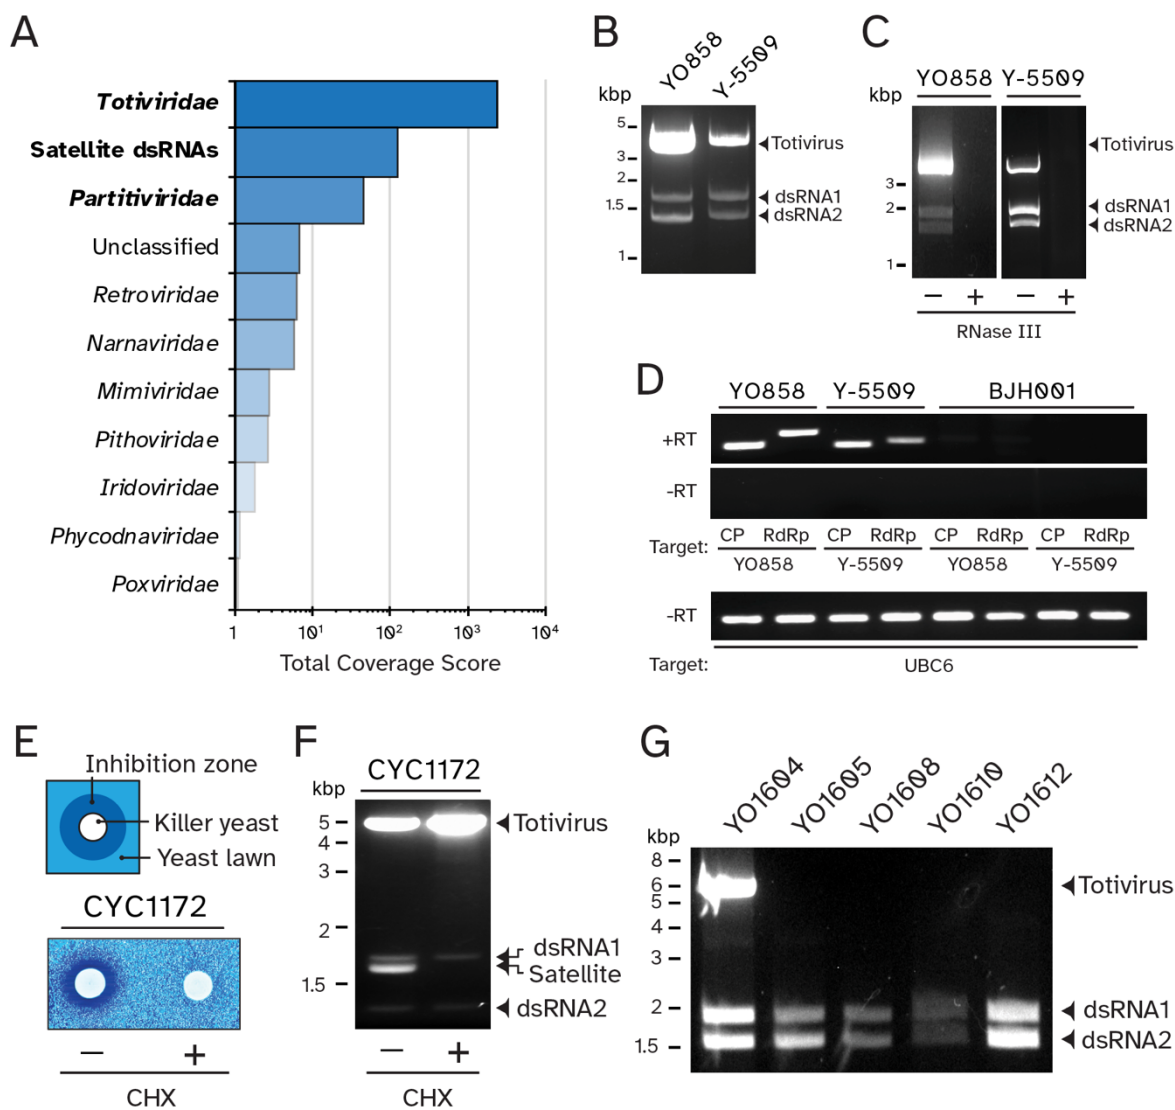 A
Totiviridae
Satellite dsRNAs
Partitiviridae
Unclassified
Retroviridae
Narnaviridae
Mimiviridae
Pithoviridae
Iridoviridae
Phycodnaviridae
Poxviridae
1 10¹ 10² 10³ 10⁴
Total Coverage Score
B
YO858 Y-5509
kbp
5
3
2
1.5
1
Totivirus
dsRNA1
dsRNA2
C
YO858 Y-5509
kbp
3
2
1
Totivirus
dsRNA1
dsRNA2
− + − +
RNase III
D
YO858 Y-5509 BJH001
+RT
-RT
Target: CP RdRp CP RdRp CP RdRp CP RdRp
YO858 Y-5509 YO858 Y-5509
-RT
Target: UBC6
E
Inhibition zone
Killer yeast
Yeast lawn
CYC1172
− +
CHX
F
CYC1172
kbp
5
4
3
2
1.5
Totivirus
dsRNA1
Satellite
dsRNA2
− +
CHX
G
YO1604 YO1605 YO1608 YO1610 YO1612
kbp
8
6
5
4
3
2
1.5
Totivirus
dsRNA1
dsRNA2